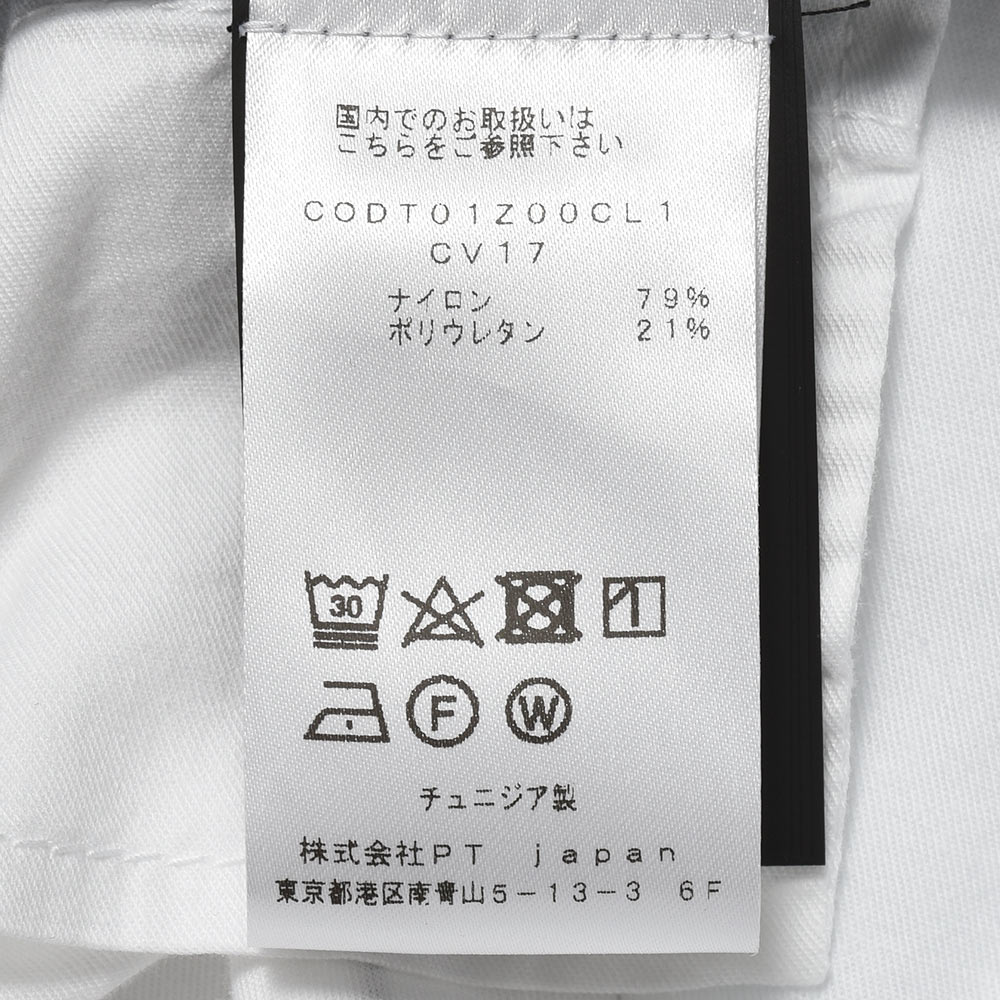 国内でのお取扱いは
こちらをご参照下さい
CODT01Z00CL1
CV17
ナイロン 79%
ポリウレタン 21%
30
1
F W
チュニジア製
株式会社PT japan
東京都港区南青山5-13-3 6F